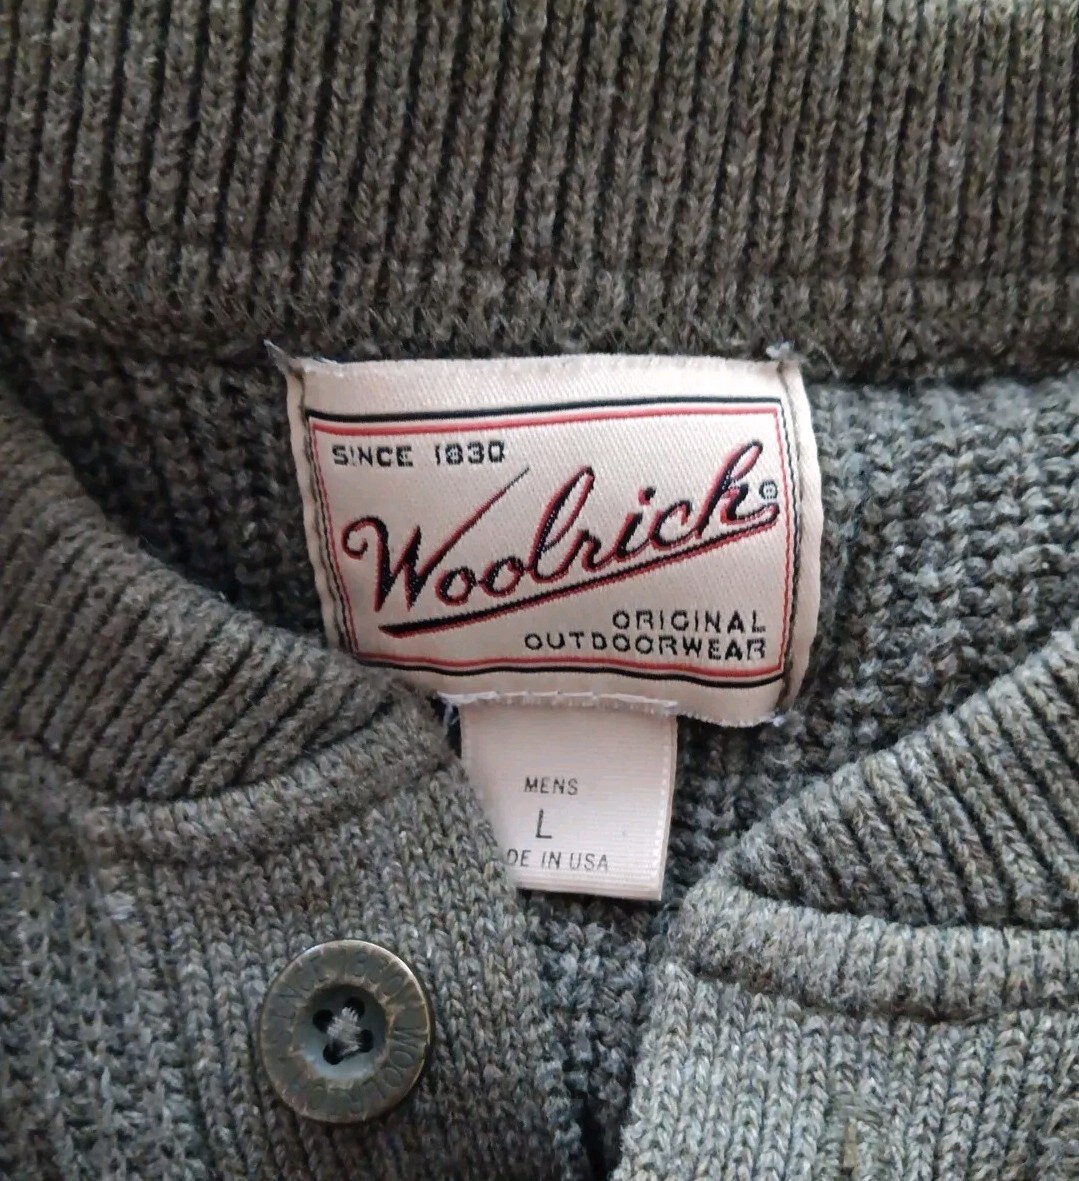 SINCE 1830
Woolrich®
ORIGINAL
OUTDOORWEAR
MENS
L
DE IN USA